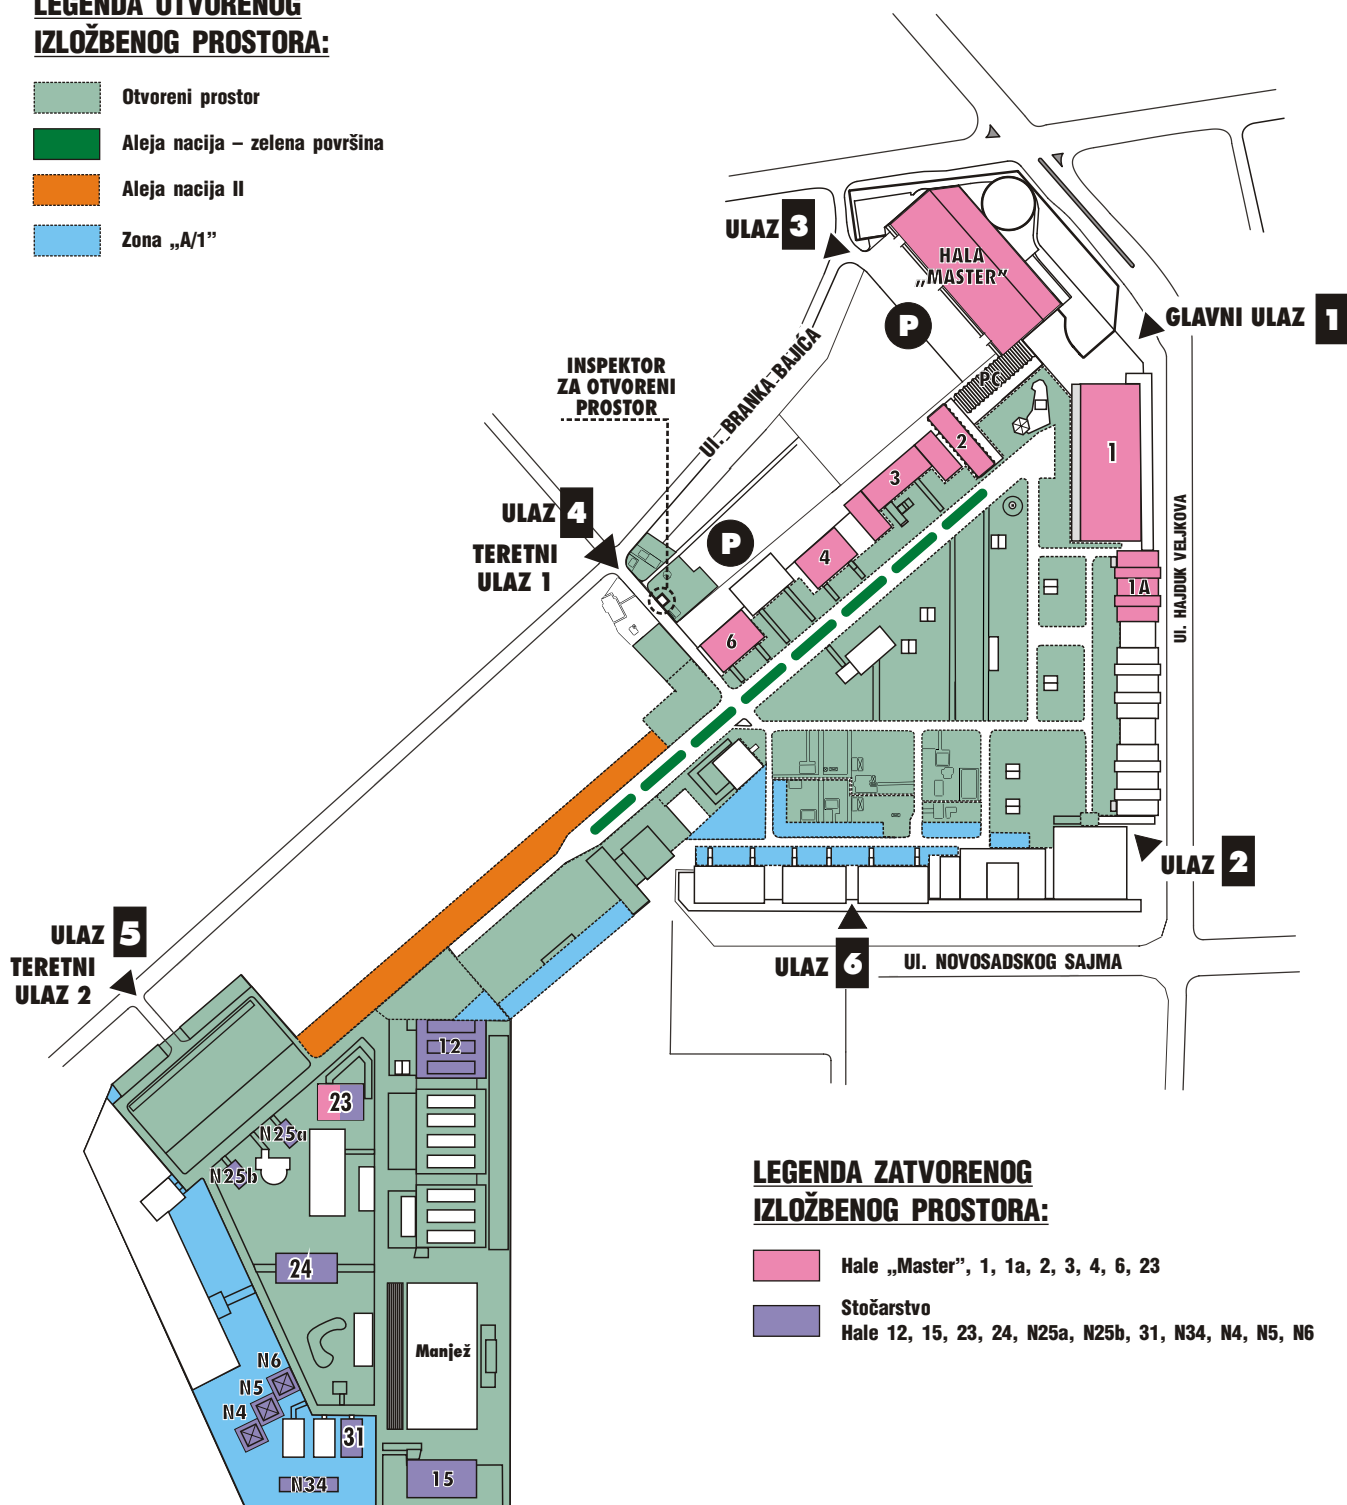 LEGENDA OTVORENOG
IZLOŽBENOG PROSTORA:
Otvoreni prostor
Aleja nacija – zelena površina
Aleja nacija II
Zona „A/1”
ULAZ 3
HALA
„MASTER”
P
GLAVNI ULAZ 1
INSPEKTOR
ZA OTVORENI
PROSTOR
Ul. BRANKA BAJIĆA
PC
2
1
3
ULAZ 4
TERETNI
ULAZ 1
P
4
1A
Ul. HAJDUK VELJKOVA
6
ULAZ 2
ULAZ 5
TERETNI
ULAZ 2
ULAZ 6
Ul. NOVOSADSKOG SAJMA
12
23
N25a
N25b
24
Manjež
N6
N5
N4
31
N34
15
LEGENDA ZATVORENOG
IZLOŽBENOG PROSTORA:
Hale „Master”, 1, 1a, 2, 3, 4, 6, 23
Stočarstvo
Hale 12, 15, 23, 24, N25a, N25b, 31, N34, N4, N5, N6